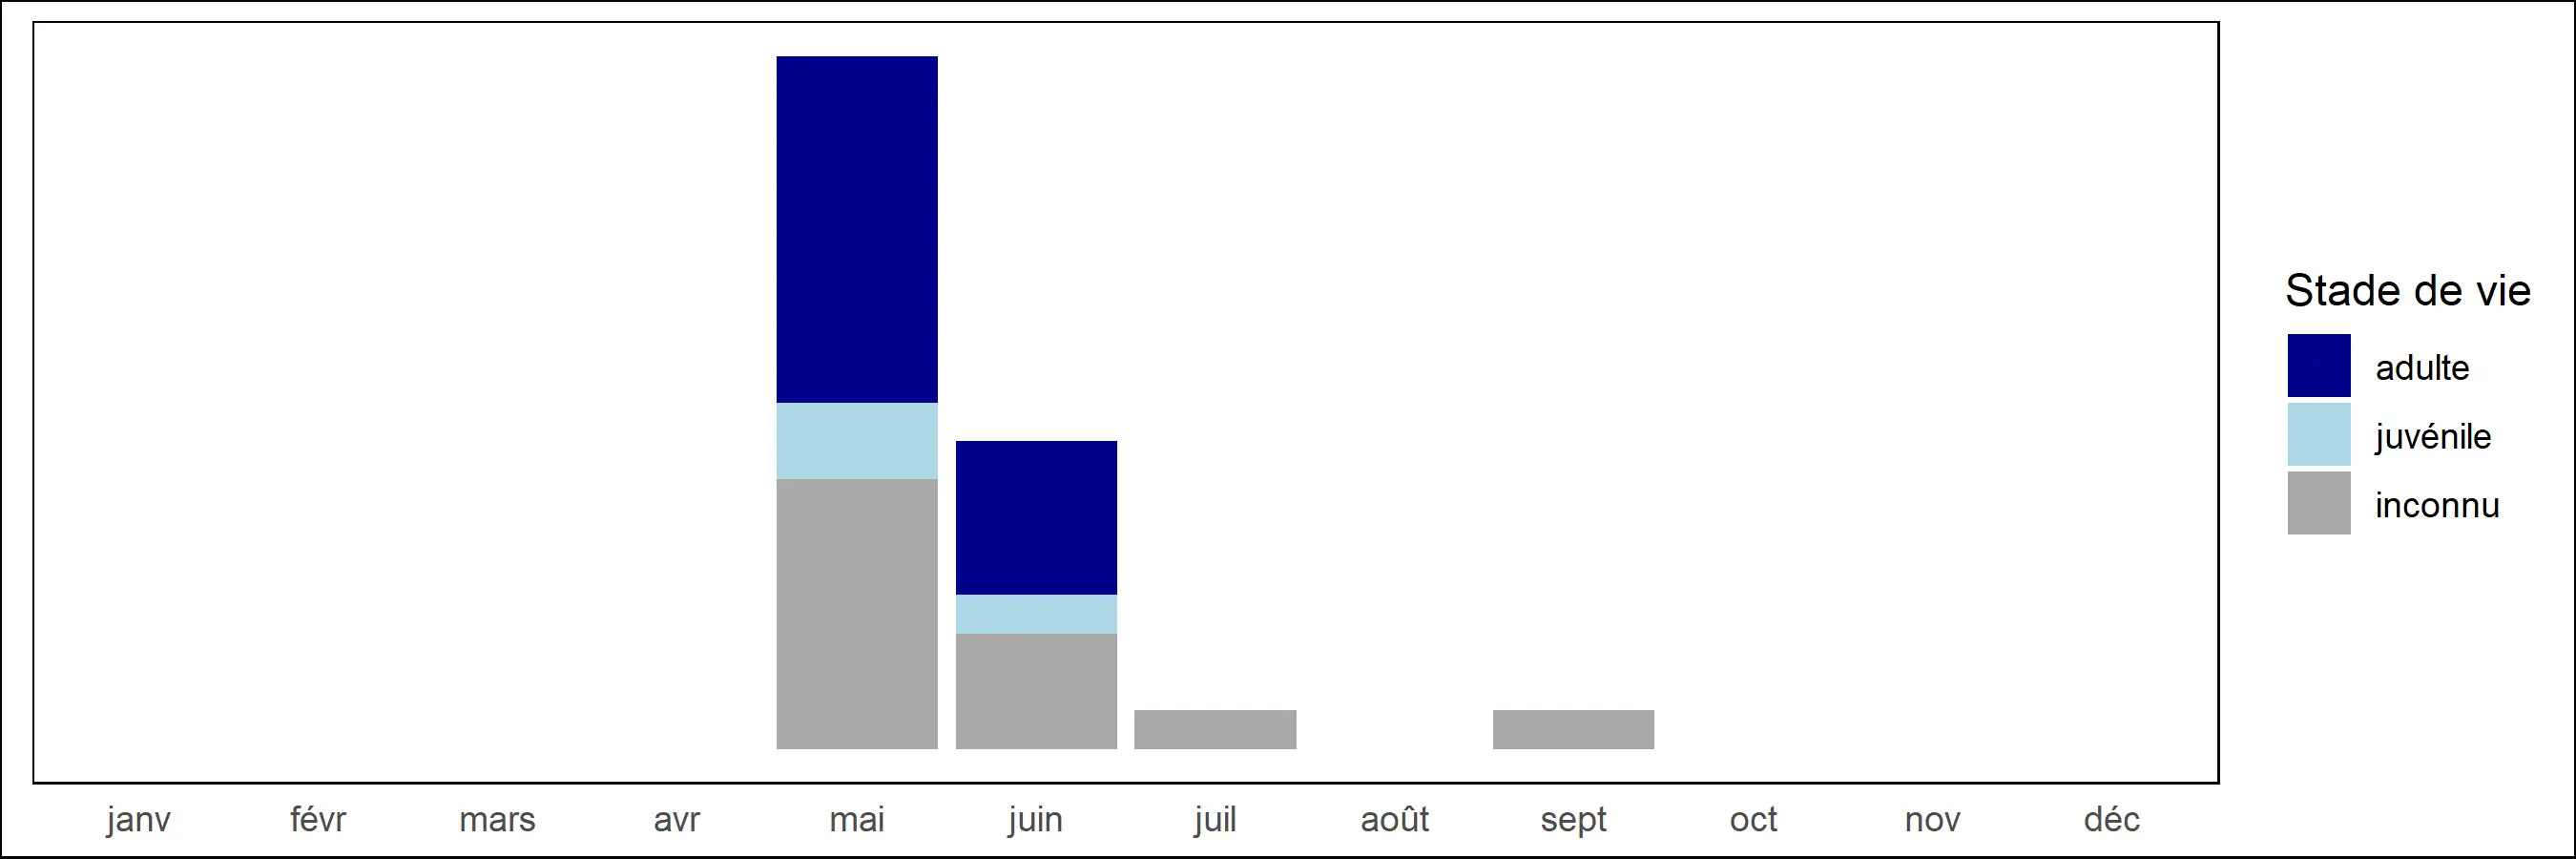 Stade de vie
adulte
juvénile
inconnu
janv févr mars avr mai juin juil août sept oct nov déc